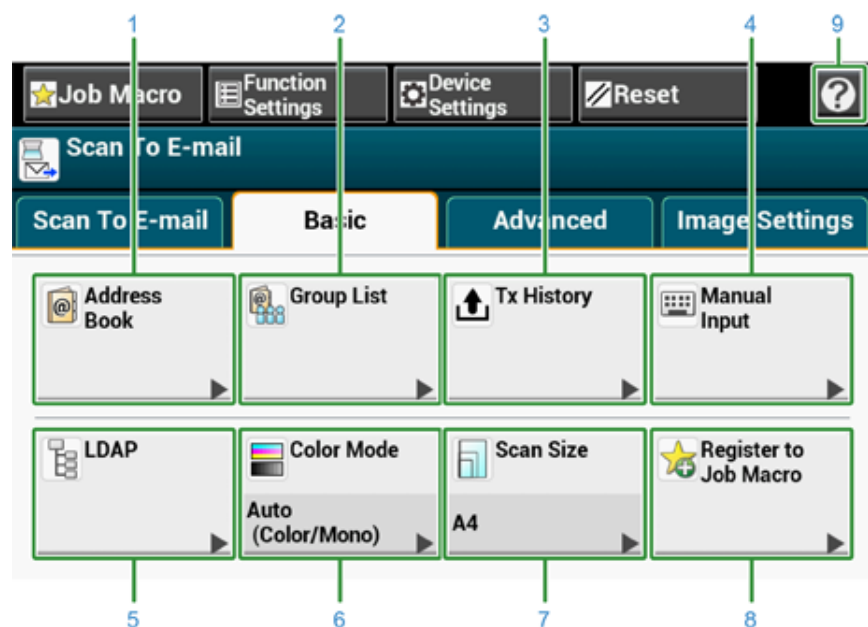 1 2 3 4 9
Job Macro
Function
Settings
Device
Settings
Reset
?
Scan To E-mail
Scan To E-mail Basic Advanced Image Settings
Address
Book
Group List
Tx History
Manual
Input
LDAP
Color Mode
Auto
(Color/Mono)
Scan Size
A4
Register to
Job Macro
5 6 7 8